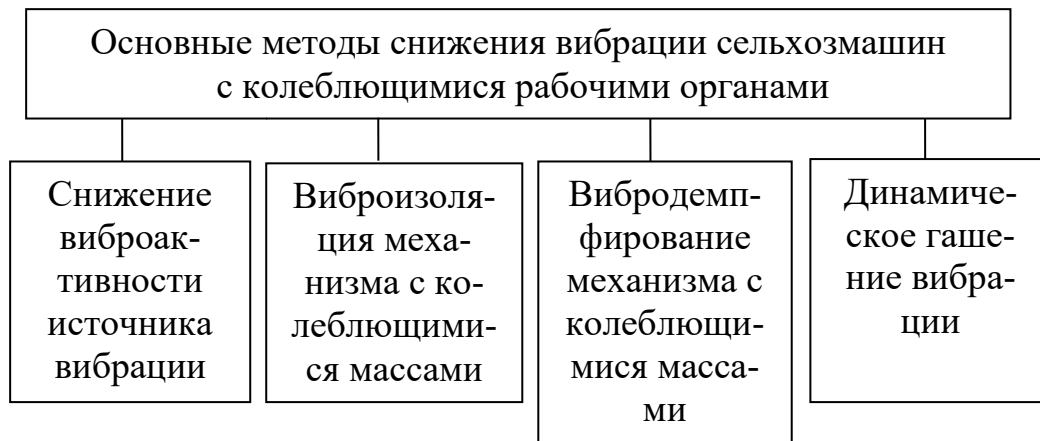 Основные методы снижения вибрации сельхозмашин
с колеблющимися рабочими органами
Снижение
виброак-
тивности
источника
вибрации
Виброизоля-
ция меха-
низма с ко-
леблющими-
ся массами
Вибродемп-
фирование
механизма с
колеблющи-
мися масса-
ми
Динамиче-
ское гаше-
ние вибра-
ции